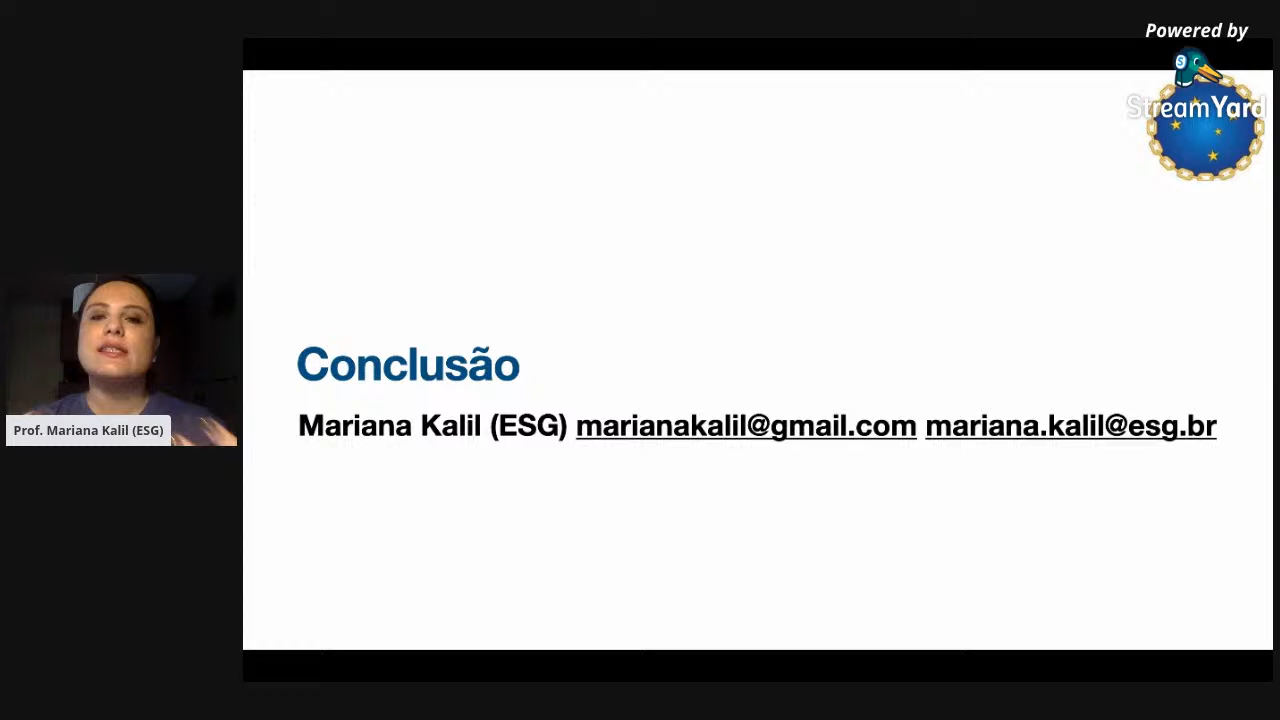 Powered by
StreamYard
Conclusão
Mariana Kalil (ESG) marianakalil@gmail.com mariana.kalil@esg.br
Prof. Mariana Kalil (ESG)